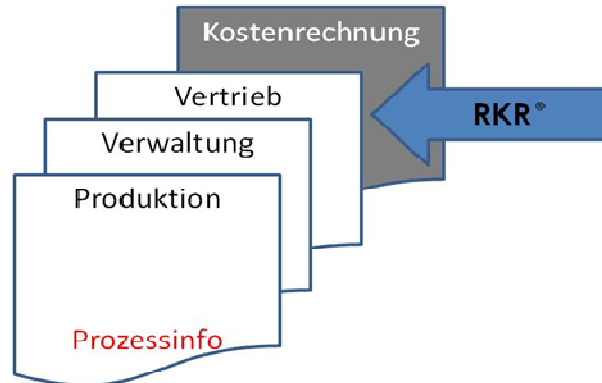 Kostenrechnung
Vertrieb
RKR®
Verwaltung
Produktion
Prozessinfo